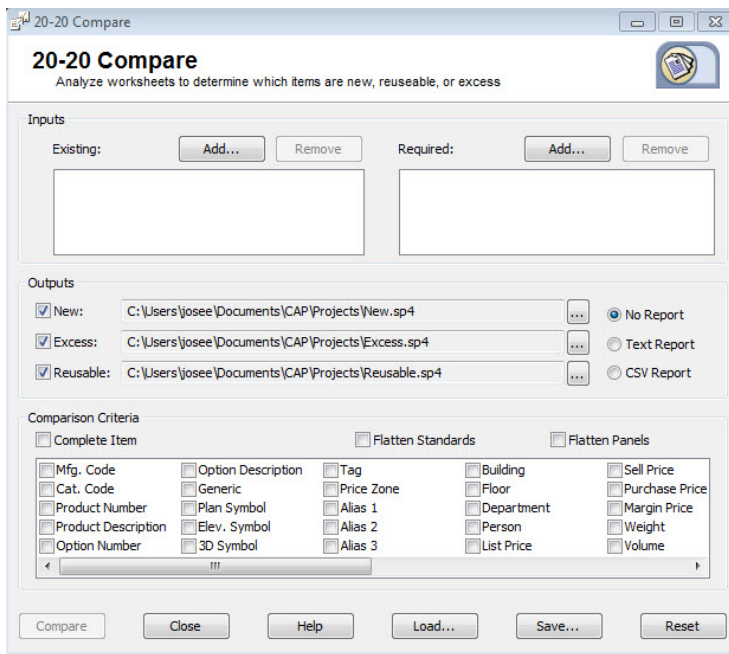 20-20 Compare
20-20 Compare
Analyze worksheets to determine which items are new, reuseable, or excess
Inputs
Existing: Add... Remove Required: Add... Remove
Outputs
New: C:\Users\josee\Documents\CAP\Projects\New.sp4 ... No Report
Excess: C:\Users\josee\Documents\CAP\Projects\Excess.sp4 ... Text Report
Reusable: C:\Users\josee\Documents\CAP\Projects\Reusable.sp4 ... CSV Report
Comparison Criteria
Complete Item Flatten Standards Flatten Panels
Mfg. Code Option Description Tag Building Sell Price
Cat. Code Generic Price Zone Floor Purchase Price
Product Number Plan Symbol Alias 1 Department Margin Price
Product Description Elev. Symbol Alias 2 Person Weight
Option Number 3D Symbol Alias 3 List Price Volume
Compare Close Help Load... Save... Reset